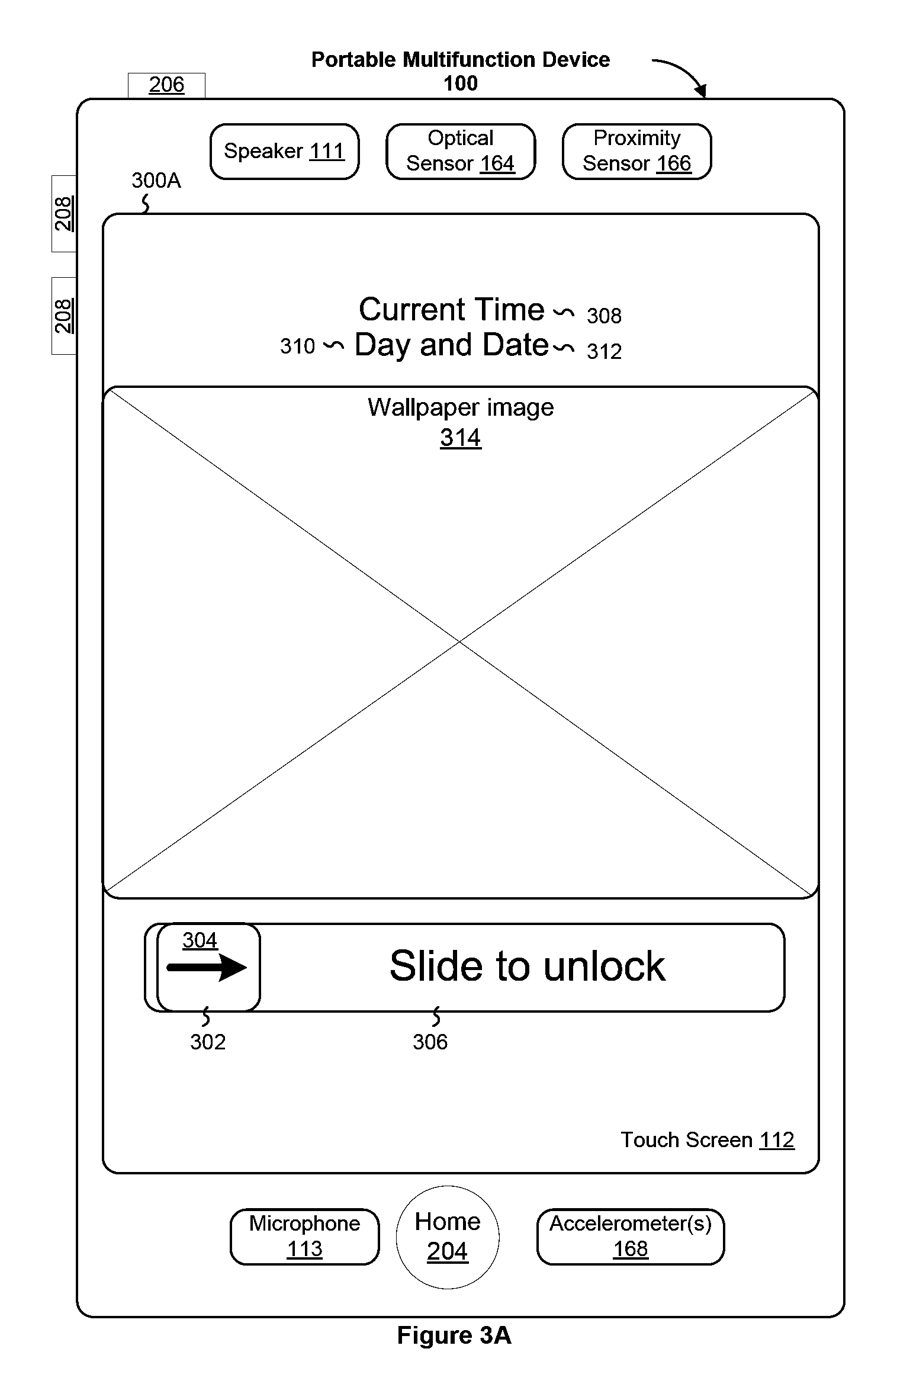 Portable Multifunction Device
100
206
Speaker 111
Optical
Sensor 164
Proximity
Sensor 166
300A
208
208
Current Time 308
310 Day and Date 312
Wallpaper image
314
304
Slide to unlock
302
306
Touch Screen 112
Microphone
113
Home
204
Accelerometer(s)
168
Figure 3A